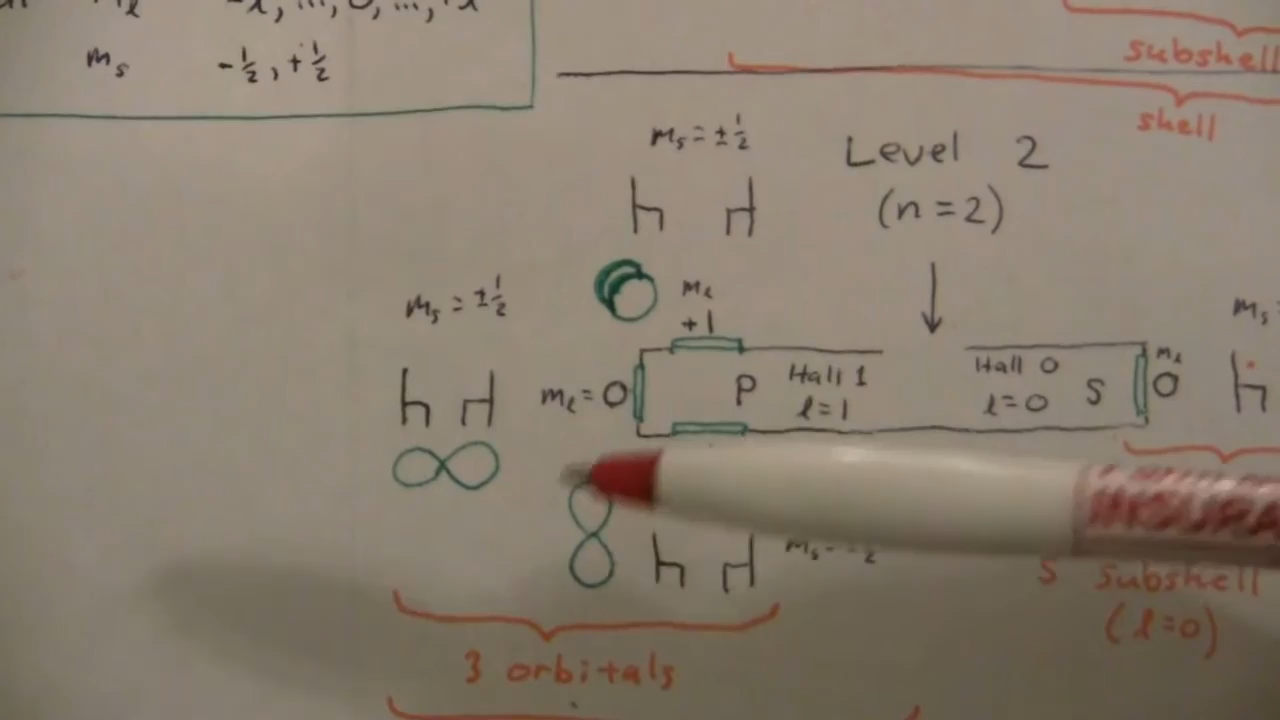 -l, ..., 0, ..., +l
mₛ -½, +½
subshell
shell
mₛ = ±½
Level 2
(n=2)
mₛ = ±½
mₗ
+1
mₗ = 0
P
Hall 1
l=1
Hall 0
l=0
S
mₗ
0
S subshell
(l=0)
3 orbitals